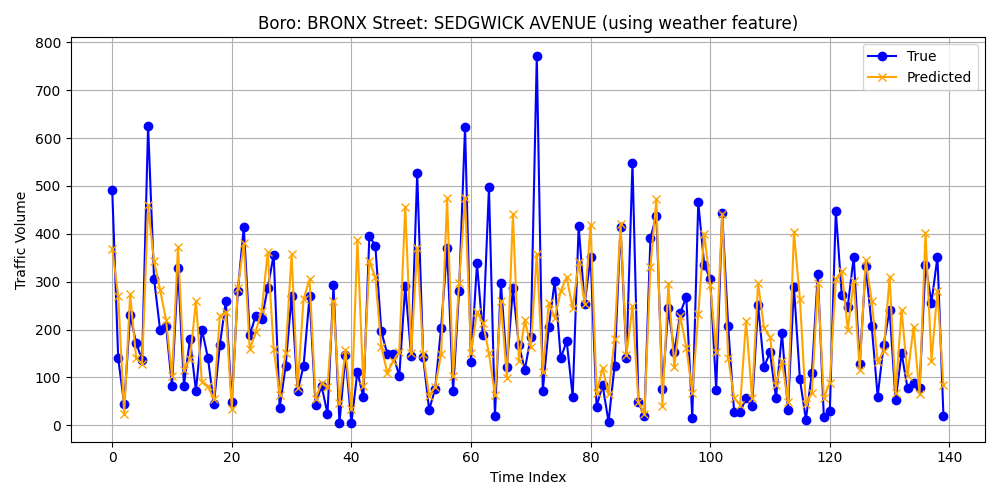 Boro: BRONX Street: SEDGWICK AVENUE (using weather feature)
800
700
600
500
400
300
200
100
0
Traffic Volume
True
Predicted
0 20 40 60 80 100 120 140
Time Index